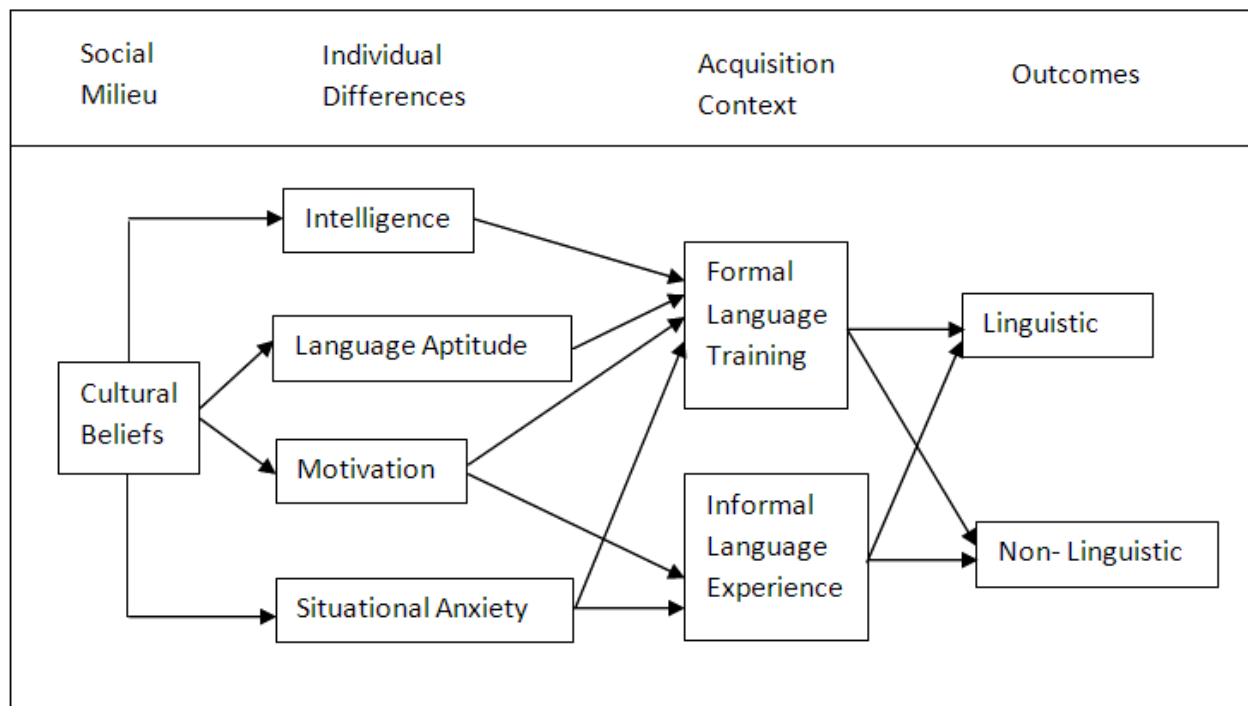 Social
Milieu
Individual
Differences
Acquisition
Context
Outcomes
Intelligence
Formal
Language
Training
Linguistic
Language Aptitude
Cultural
Beliefs
Motivation
Informal
Language
Experience
Non- Linguistic
Situational Anxiety